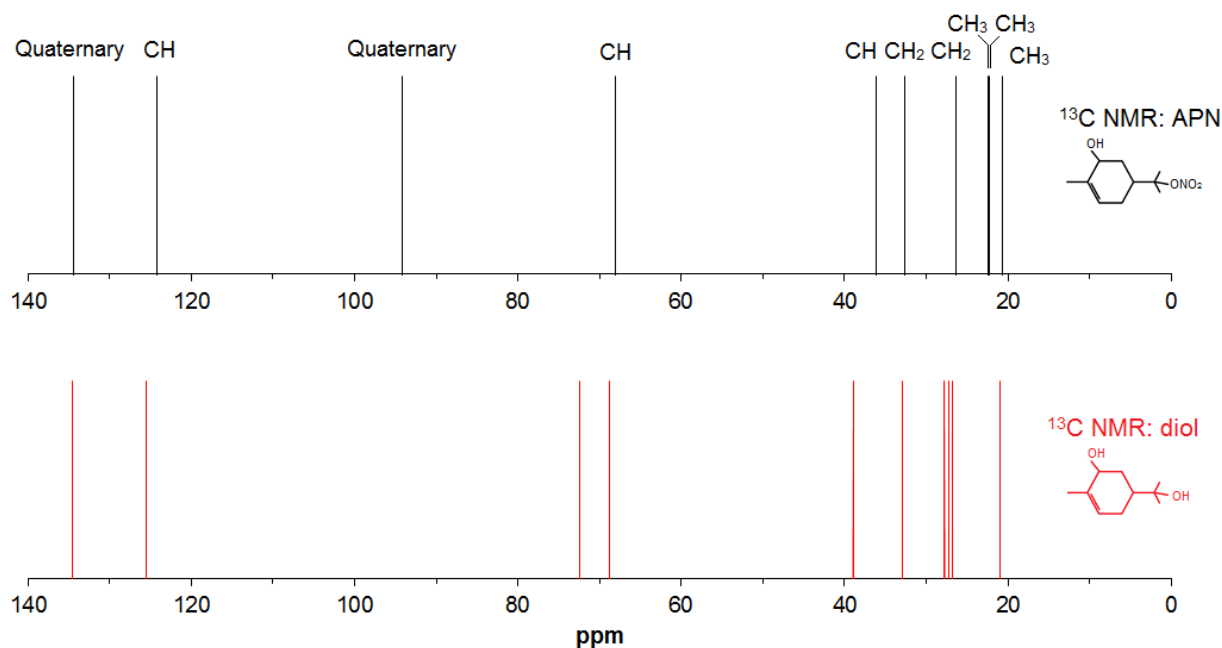 CH₃ CH₃
Quaternary CH Quaternary CH CH CH₂ CH₂ CH₃
¹³C NMR: APN
OH
ONO₂
140 120 100 80 60 40 20 0
¹³C NMR: diol
OH
OH
140 120 100 80 60 40 20 0
ppm